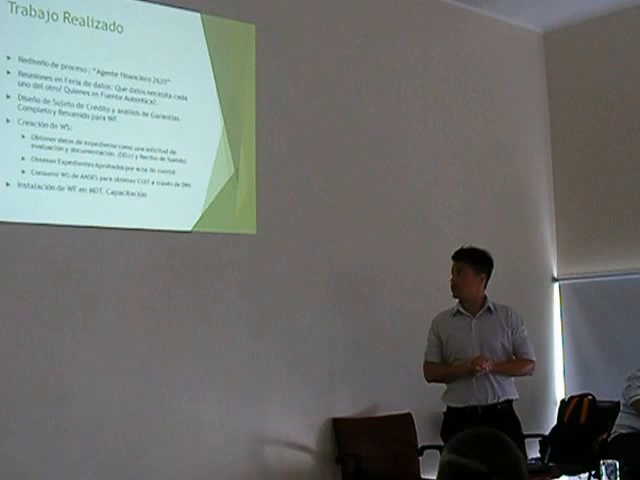 Trabajo Realizado
Rediseño de proceso : "Agente Financiero 2620"
Reuniones en Feria de datos: Que datos necesita cada
uno del otro? Quienes es Fuente Autentica?.
Diseño de Sujeto de Crédito y análisis de Garantías.
Completo y Resumido para WF.
Creación de WS:
Obtener datos de expediente como una solicitud de
evaluación y documentación. (DDJJ y Recibo de Sueldo)
Obtener Expedientes Aprobados por acta de comité.
Consumo WS de ANSES para obtener CUIT a través de DNI
Instalación de WF en MDT. Capacitación